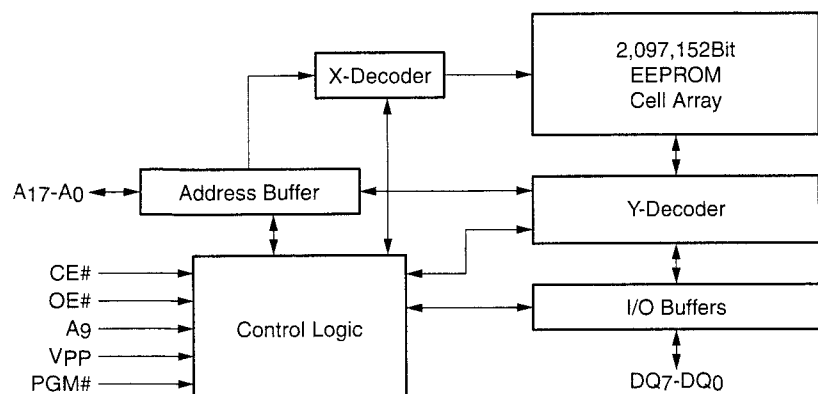 2,097,152Bit
EEPROM
Cell Array
X-Decoder
A17-A0
Address Buffer
Y-Decoder
CE#
OE#
A9
VPP
PGM#
Control Logic
I/O Buffers
DQ7-DQ0